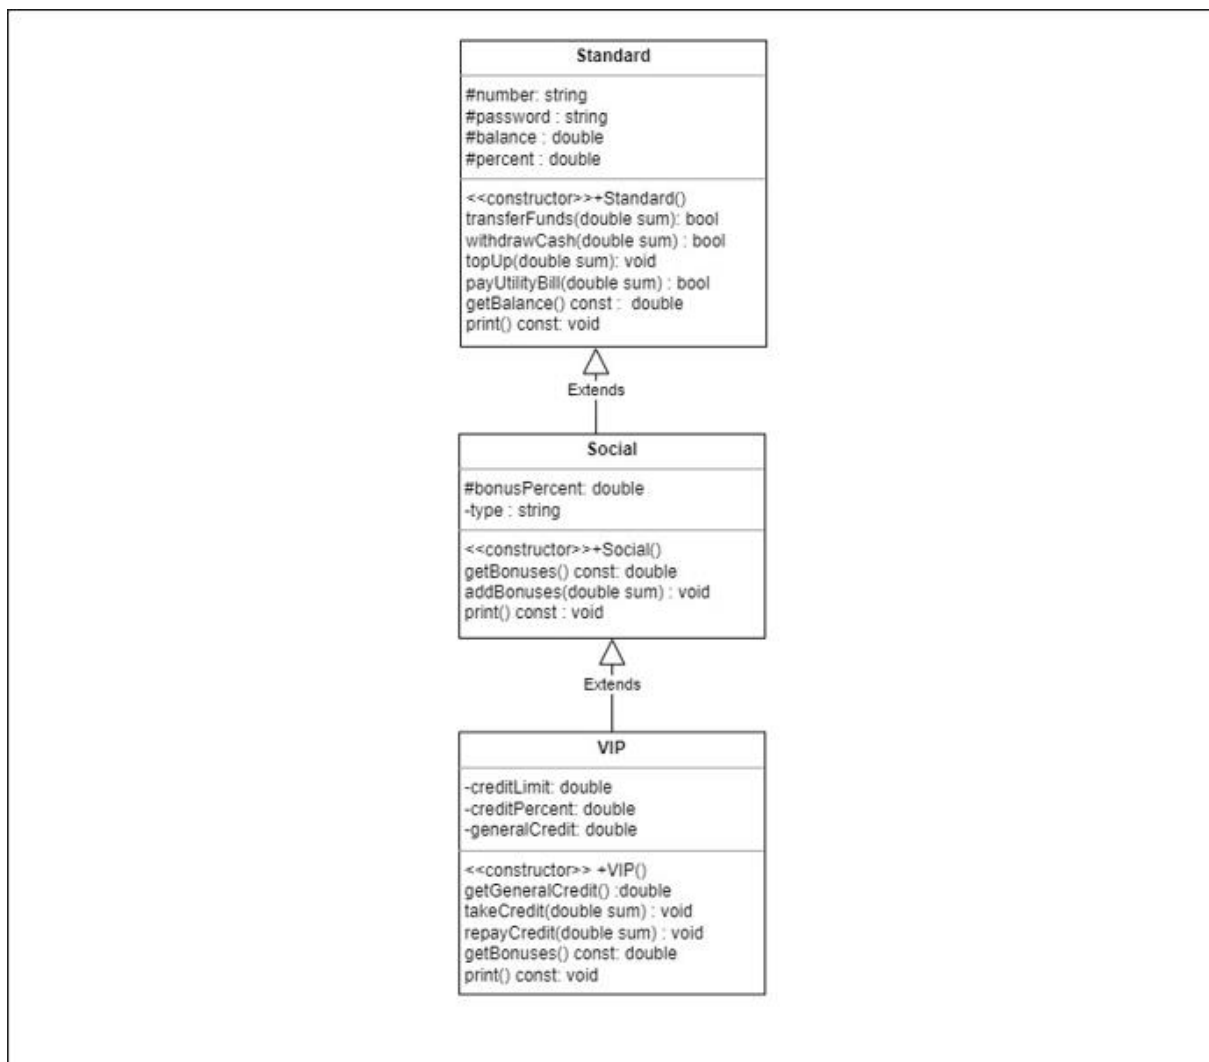 Standard
#number: string
#password : string
#balance : double
#percent : double
<<constructor>>+Standard()
transferFunds(double sum): bool
withdrawCash(double sum) : bool
topUp(double sum): void
payUtilityBill(double sum) : bool
getBalance() const :  double
print() const: void
Extends
Social
#bonusPercent: double
-type : string
<<constructor>>+Social()
getBonuses() const: double
addBonuses(double sum) : void
print() const : void
Extends
VIP
-creditLimit: double
-creditPercent: double
-generalCredit: double
<<constructor>> +VIP()
getGeneralCredit() :double
takeCredit(double sum) : void
repayCredit(double sum) : void
getBonuses() const: double
print() const: void